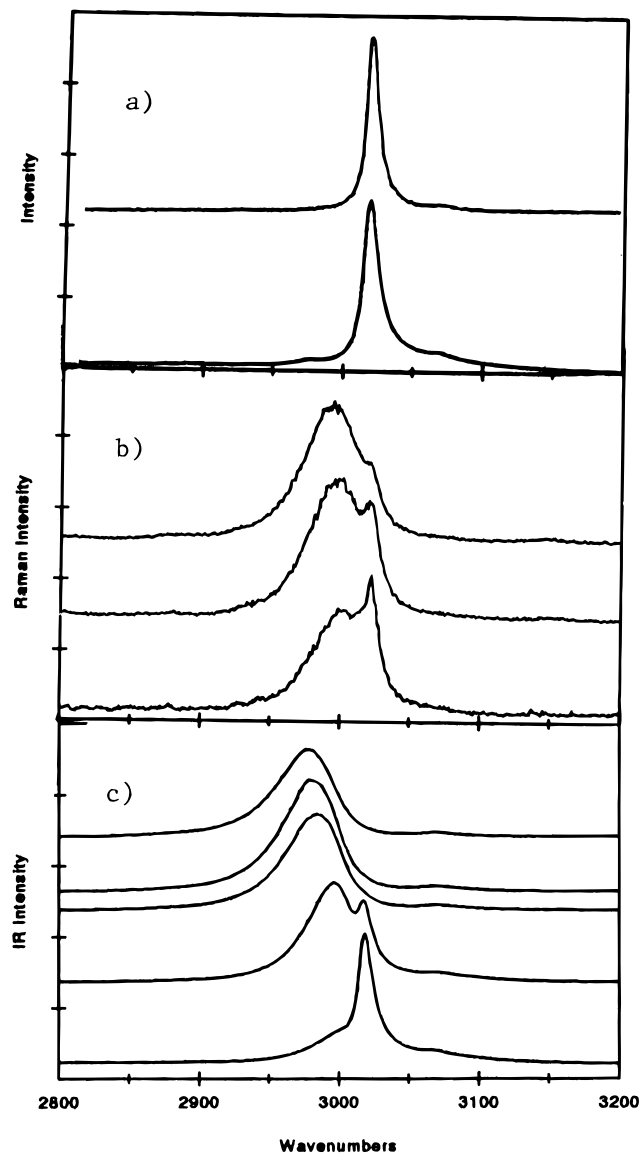 a)
Intensity
b)
Raman Intensity
c)
IR Intensity
2800 2900 3000 3100 3200
Wavenumbers